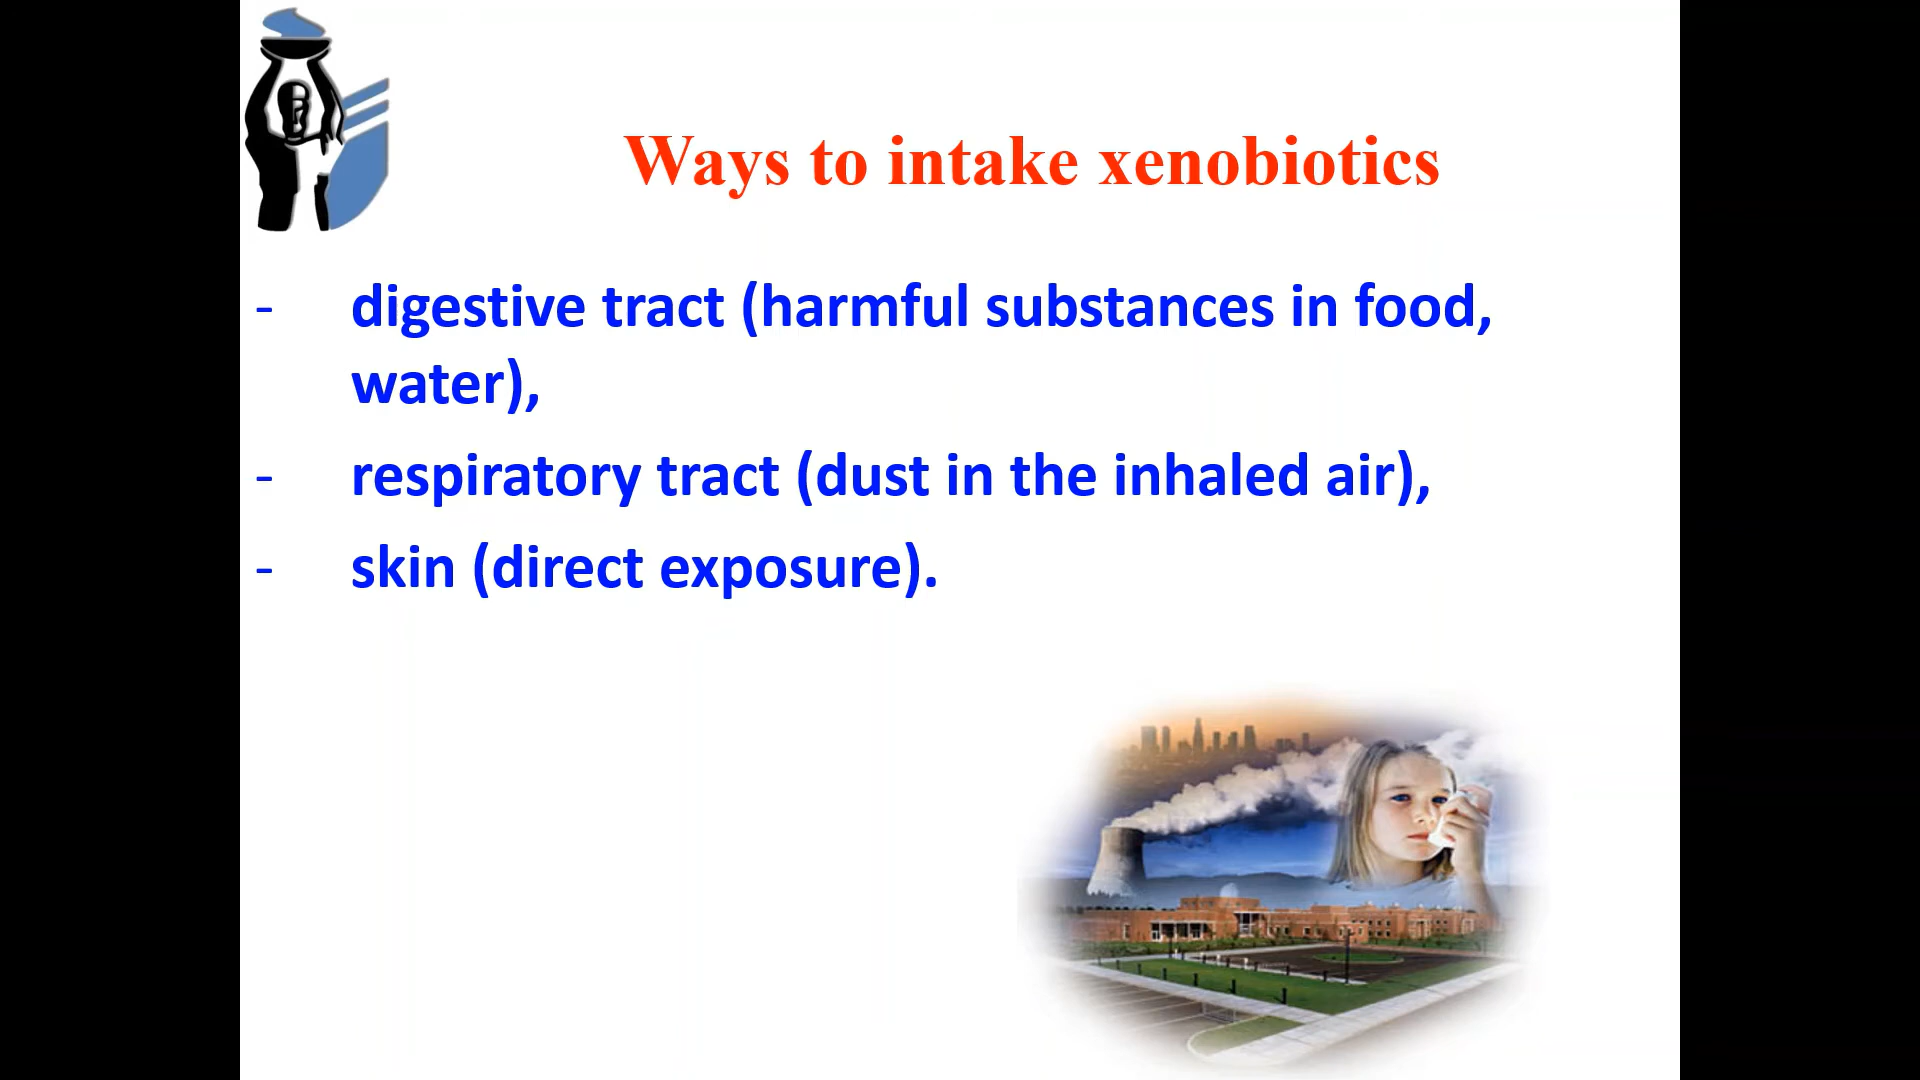 Ways to intake xenobiotics
- digestive tract (harmful substances in food,
water),
- respiratory tract (dust in the inhaled air),
- skin (direct exposure).